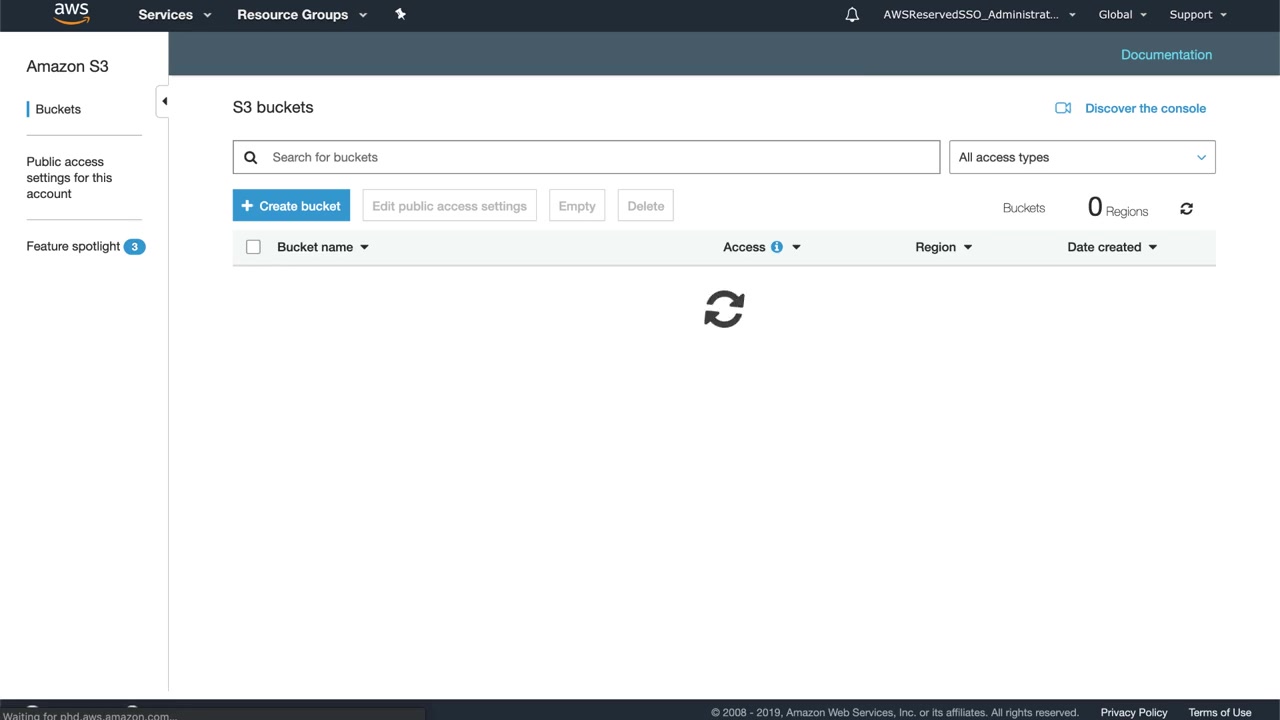 aws
Services
Resource Groups
AWSReservedSSO_Administrat...
Global
Support
Documentation
Amazon S3
Buckets
Public access
settings for this
account
Feature spotlight 3
S3 buckets
Discover the console
Search for buckets
All access types
+ Create bucket
Edit public access settings
Empty
Delete
Buckets
0 Regions
Bucket name
Access
Region
Date created
Waiting for phd.aws.amazon.com...
© 2008 - 2019, Amazon Web Services, Inc. or its affiliates. All rights reserved.
Privacy Policy
Terms of Use